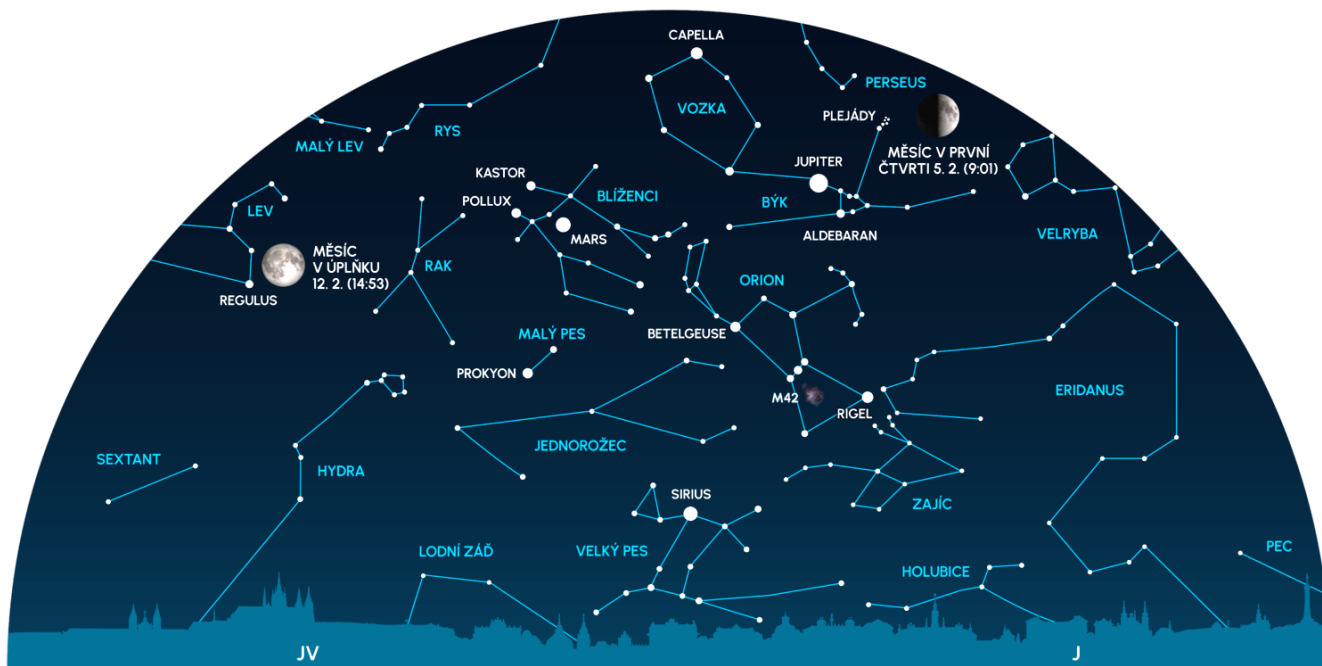 CAPELLA
PERSEUS
VOZKA
PLEJÁDY
MALÝ LEV
RYS
MĚSÍC V PRVNÍ
ČTVRTI 5. 2. (9:01)
JUPITER
KASTOR
BLÍŽENCI
POLLUX
BÝK
LEV
MARS
ALDEBARAN
VELRYBA
MĚSÍC
V ÚPLŇKU
12. 2. (14:53)
RAK
ORION
REGULUS
MALÝ PES
BETELGEUSE
PROKYON
ERIDANUS
M42
RIGEL
JEDNOROŽEC
SEXTANT
HYDRA
SIRIUS
ZAJÍC
LODNÍ ZÁĎ
VELKÝ PES
HOLUBICE
PEC
JV
J